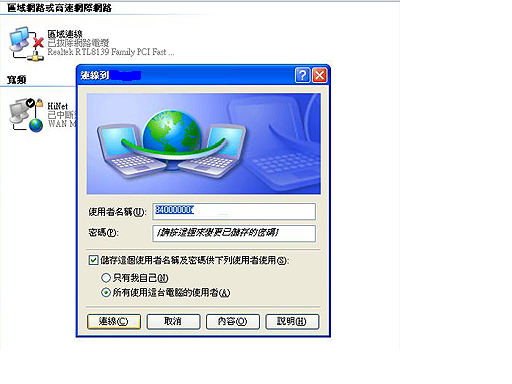 區域網路或高速網際網路
區域連線
已拔除網路電纜
Realtek RTL8139 Family PCI Fast ...
寬頻
HiNet
已中斷
WAN M
連線到
使用者名稱(U):
84000000
密碼(P):
[請按這裡來變更已儲存的密碼]
儲存這個使用者名稱及密碼供下列使用者使用(S):
只有我自己(N)
所有使用這台電腦的使用者(A)
連線(C) 取消 內容(O) 說明(H)